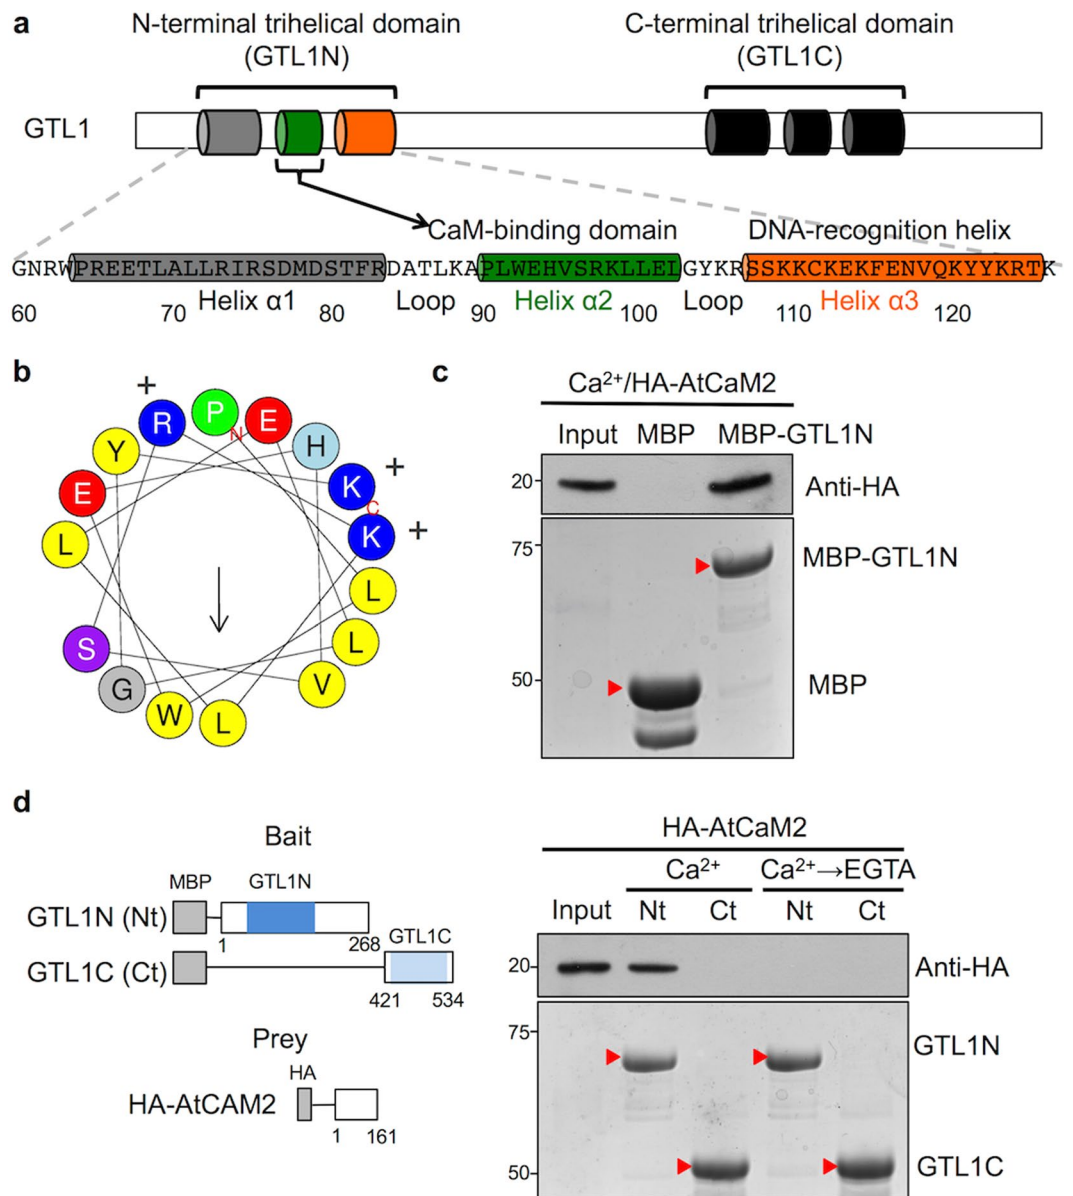 a
N-terminal trihelical domain
(GTL1N)
C-terminal trihelical domain
(GTL1C)
GTL1
CaM-binding domain
DNA-recognition helix
GNRWPREETLALLRIRSDMDSTFRDATLKAPLWEHVSRKLLELGYKRSSKKCKEKFENVQKYYKRTK
Helix α1
Loop
Helix α2
Loop
Helix α3
60 70 80 90 100 110 120
b
+
R P E
N
Y H
K +
E C
K +
L
L
L
S
G V
W L
c
Ca²⁺/HA-AtCaM2
Input MBP MBP-GTL1N
20
Anti-HA
75
MBP-GTL1N
50
MBP
d
Bait
MBP GTL1N
GTL1N (Nt)
1 268
GTL1C
GTL1C (Ct)
421 534
Prey
HA
HA-AtCAM2
1 161
HA-AtCaM2
Ca²⁺ Ca²⁺→EGTA
Input Nt Ct Nt Ct
20
Anti-HA
75
GTL1N
50
GTL1C